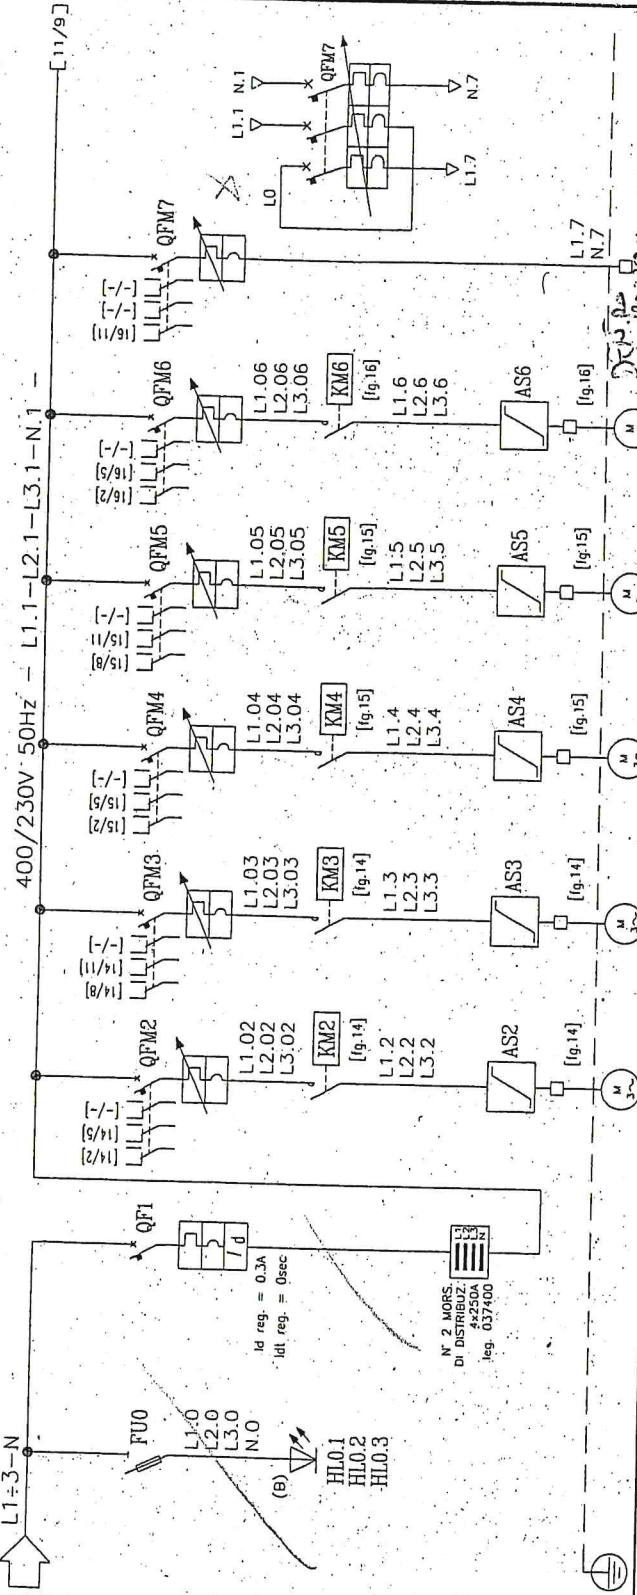 L1÷3-N
FU0
L1.0
L2.0
L3.0
N.0
(B)
HL0.1
HL0.2
HL0.3
QF1
I d
Id reg. = 0.3A
Idt reg. = 0sec
N° 2 MORS.
DI DISTRIBUZ.
4x250A
leg. 037400
L1
L2
L3
N
400/230V 50Hz - L1.1-L2.1-L3.1-N.1 -
[11/9]
[14/2]
[14/5]
[-/-]
QFM2
L1.02
L2.02
L3.02
KM2
[fg.14]
L1.2
L2.2
L3.2
AS2
[fg.14]
M
3~
[14/8]
[14/11]
[-/-]
QFM3
L1.03
L2.03
L3.03
KM3
[fg.14]
L1.3
L2.3
L3.3
AS3
[fg.14]
M
3~
[15/2]
[15/5]
[-/-]
QFM4
L1.04
L2.04
L3.04
KM4
[fg.15]
L1.4
L2.4
L3.4
AS4
[fg.15]
M
[15/8]
[15/11]
[-/-]
QFM5
L1.05
L2.05
L3.05
KM5
[fg.15]
L1.5
L2.5
L3.5
AS5
[fg.15]
M
[16/2]
[16/5]
[-/-]
QFM6
L1.06
L2.06
L3.06
KM6
[fg.16]
L1.6
L2.6
L3.6
AS6
[fg.16]
M
[16/11]
[-/-]
[-/-]
QFM7
L1.7
N.7
L0
L1.1
N.1
QFM7
L1.7
N.7